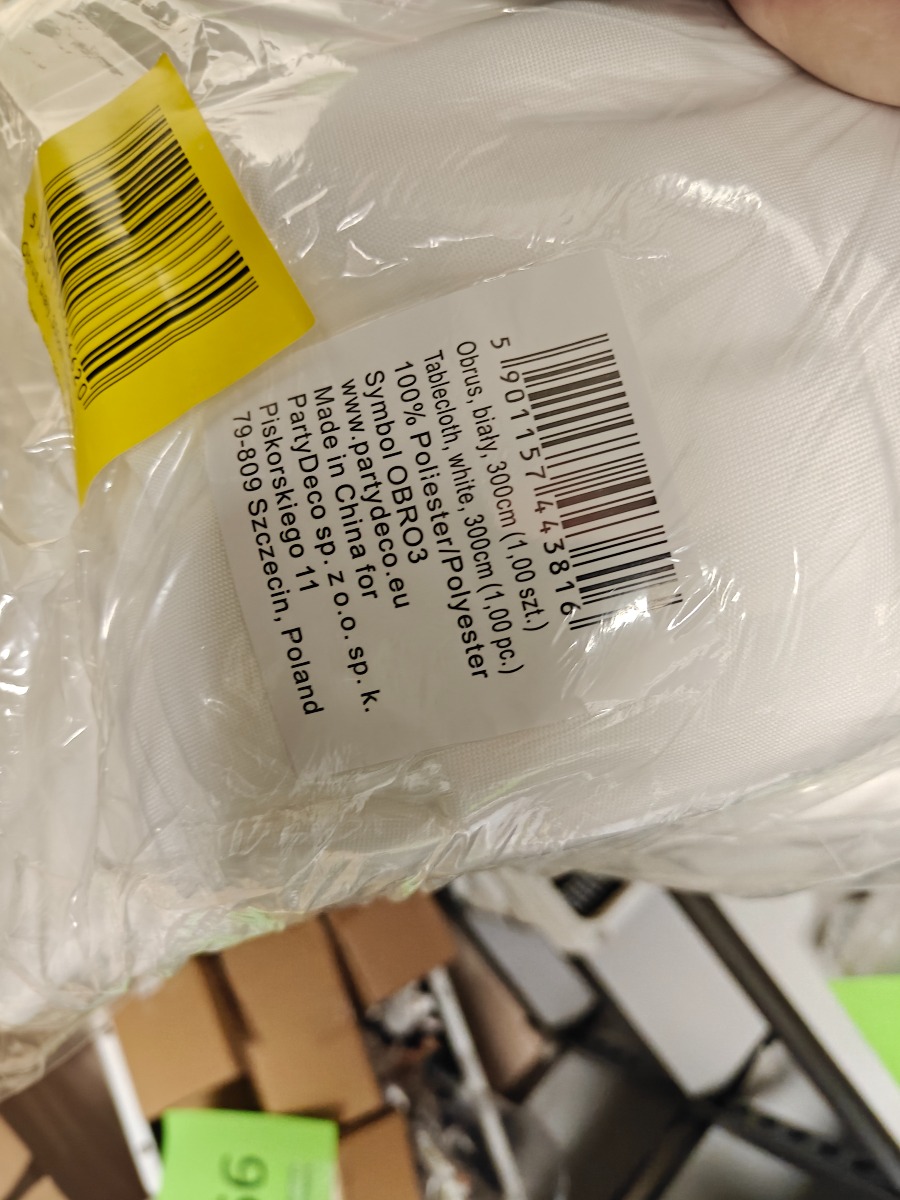 5 901157 443816
Obrus, biały, 300cm (1,00 szt.)
Tablecloth, white, 300cm (1,00 pc.)
100% Poliester/Polyester
Symbol OBRO3
www.partydeco.eu
Made in China for
PartyDeco sp. z o.o. sp. k.
Piskorskiego 11
79-809 Szczecin, Poland